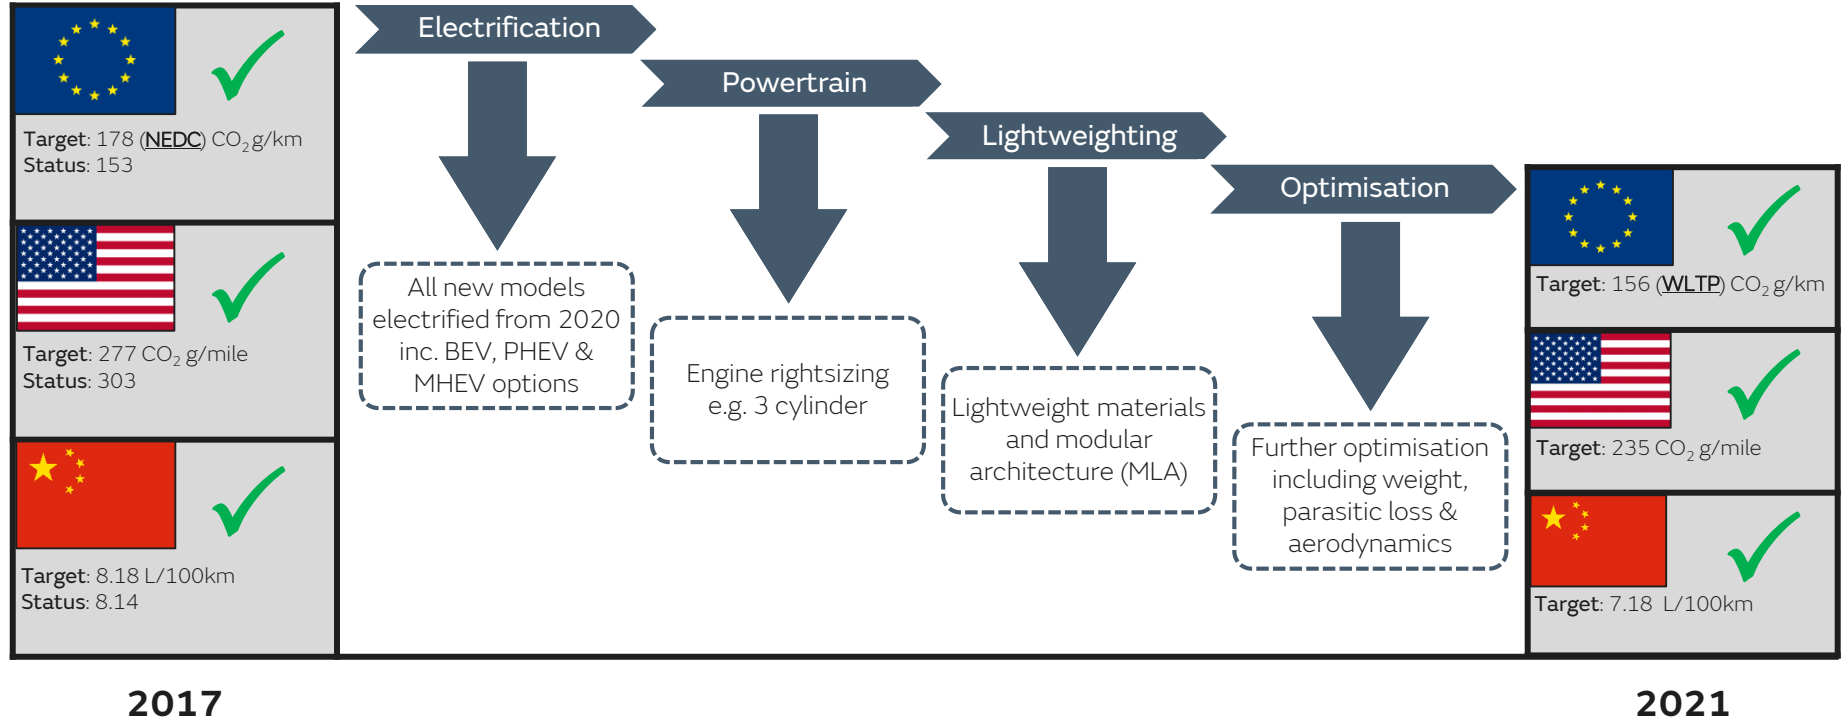 Target: 178 (NEDC) CO₂ g/km
Status: 153
Target: 277 CO₂ g/mile
Status: 303
Target: 8.18 L/100km
Status: 8.14
2017
Electrification
All new models
electrified from 2020
inc. BEV, PHEV &
MHEV options
Powertrain
Engine rightsizing
e.g. 3 cylinder
Lightweighting
Lightweight materials
and modular
architecture (MLA)
Optimisation
Further optimisation
including weight,
parasitic loss &
aerodynamics
Target: 156 (WLTP) CO₂ g/km
Target: 235 CO₂ g/mile
Target: 7.18 L/100km
2021